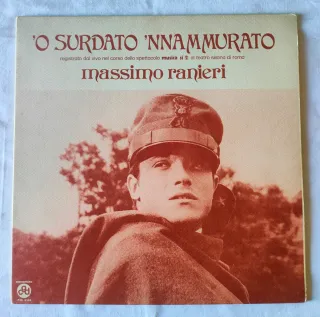 'O SURDATO 'NNAMMURATO
registrato dal vivo nel corso dello spettacolo
massimo ranieri